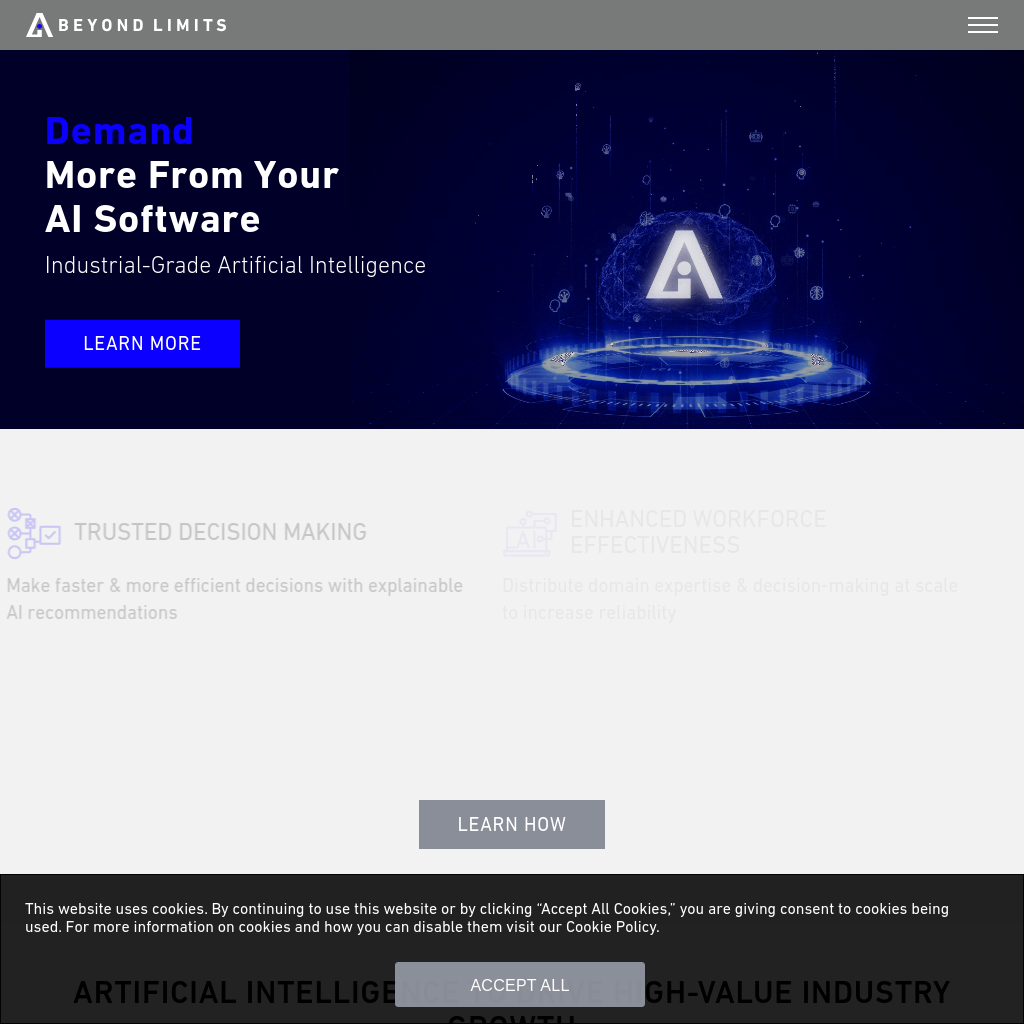 BEYOND LIMITS
Demand
More From Your
AI Software
Industrial-Grade Artificial Intelligence
LEARN MORE
TRUSTED DECISION MAKING
Make faster & more efficient decisions with explainable
AI recommendations
ENHANCED WORKFORCE
EFFECTIVENESS
Distribute domain expertise & decision-making at scale
to increase reliability
LEARN HOW
This website uses cookies. By continuing to use this website or by clicking “Accept All Cookies,” you are giving consent to cookies being
used. For more information on cookies and how you can disable them visit our Cookie Policy.
ACCEPT ALL
ARTIFICIAL INTELLIGENCE HIGH-VALUE INDUSTRY
GROWTH